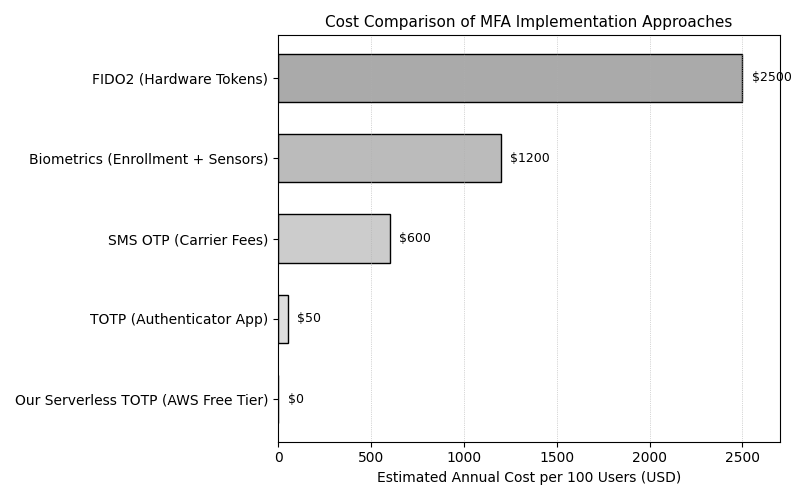 Cost Comparison of MFA Implementation Approaches
FIDO2 (Hardware Tokens)
$2500
Biometrics (Enrollment + Sensors)
$1200
SMS OTP (Carrier Fees)
$600
TOTP (Authenticator App)
$50
Our Serverless TOTP (AWS Free Tier)
$0
0 500 1000 1500 2000 2500
Estimated Annual Cost per 100 Users (USD)